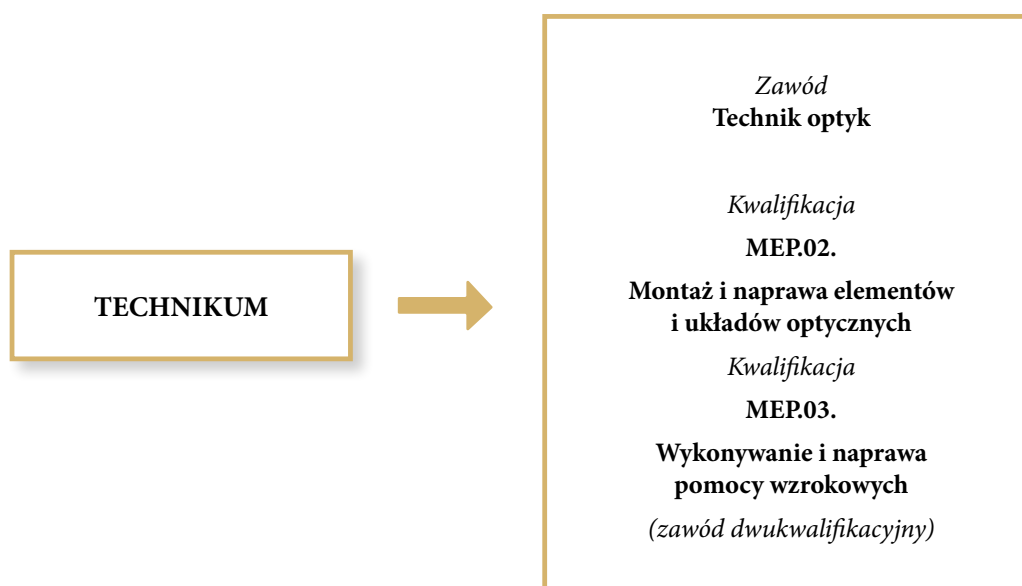 TECHNIKUM
Zawód
Technik optyk
Kwalifikacja
MEP.02.
Montaż i naprawa elementów
i układów optycznych
Kwalifikacja
MEP.03.
Wykonywanie i naprawa
pomocy wzrokowych
(zawód dwukwalifikacyjny)